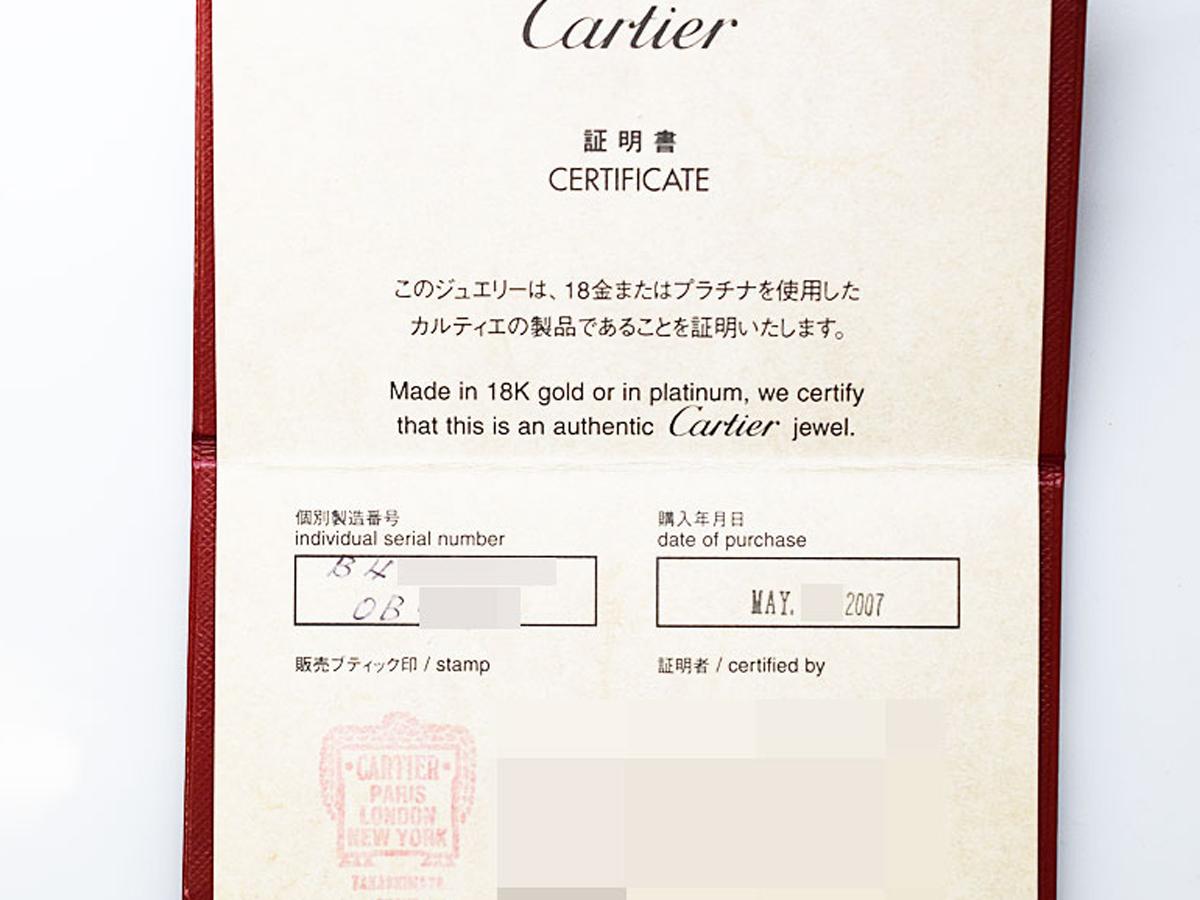 Cartier
証明書
CERTIFICATE
このジュエリーは、18金またはプラチナを使用した
カルティエの製品であることを証明いたします。
Made in 18K gold or in platinum, we certify
that this is an authentic Cartier jewel.
個別製造番号
individual serial number
B4
OB
購入年月日
date of purchase
MAY. 2007
販売ブティック印 / stamp
証明者 / certified by
CARTIER
PARIS
LONDON
NEW YORK
TAKASHIMAYA